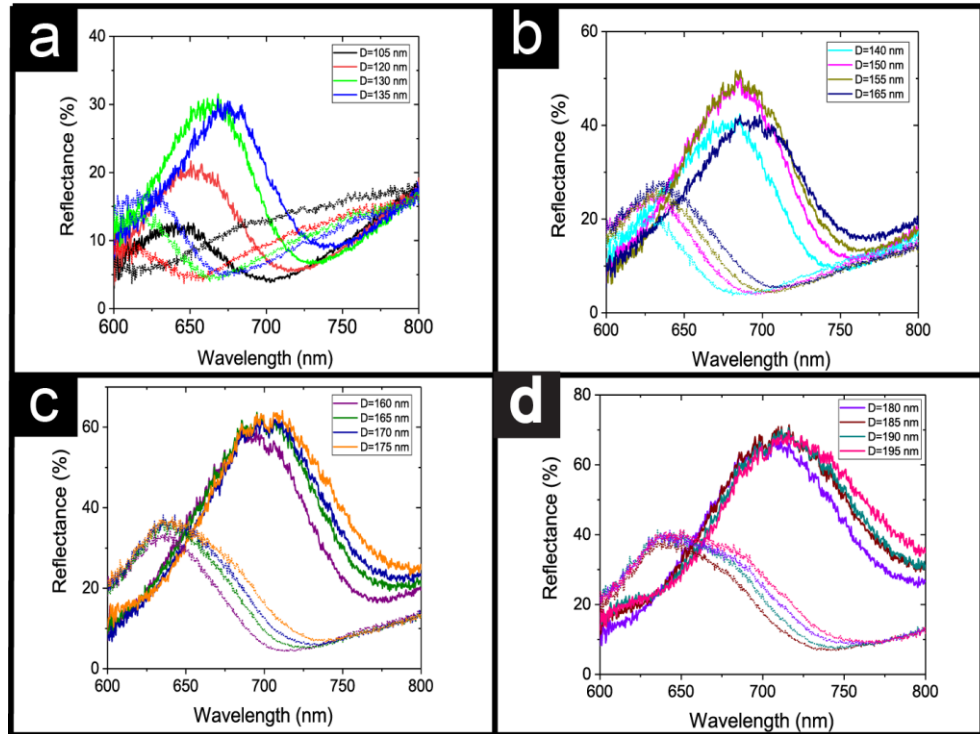 a
Reflectance (%)
40
30
20
10
0
D=105 nm
D=120 nm
D=130 nm
D=135 nm
600 650 700 750 800
Wavelength (nm)
b
Reflectance (%)
60
40
20
0
D=140 nm
D=150 nm
D=155 nm
D=165 nm
600 650 700 750 800
Wavelength (nm)
c
Reflectance (%)
60
40
20
0
D=160 nm
D=165 nm
D=170 nm
D=175 nm
600 650 700 750 800
Wavelength (nm)
d
Reflectance (%)
80
60
40
20
0
D=180 nm
D=185 nm
D=190 nm
D=195 nm
600 650 700 750 800
Wavelength (nm)